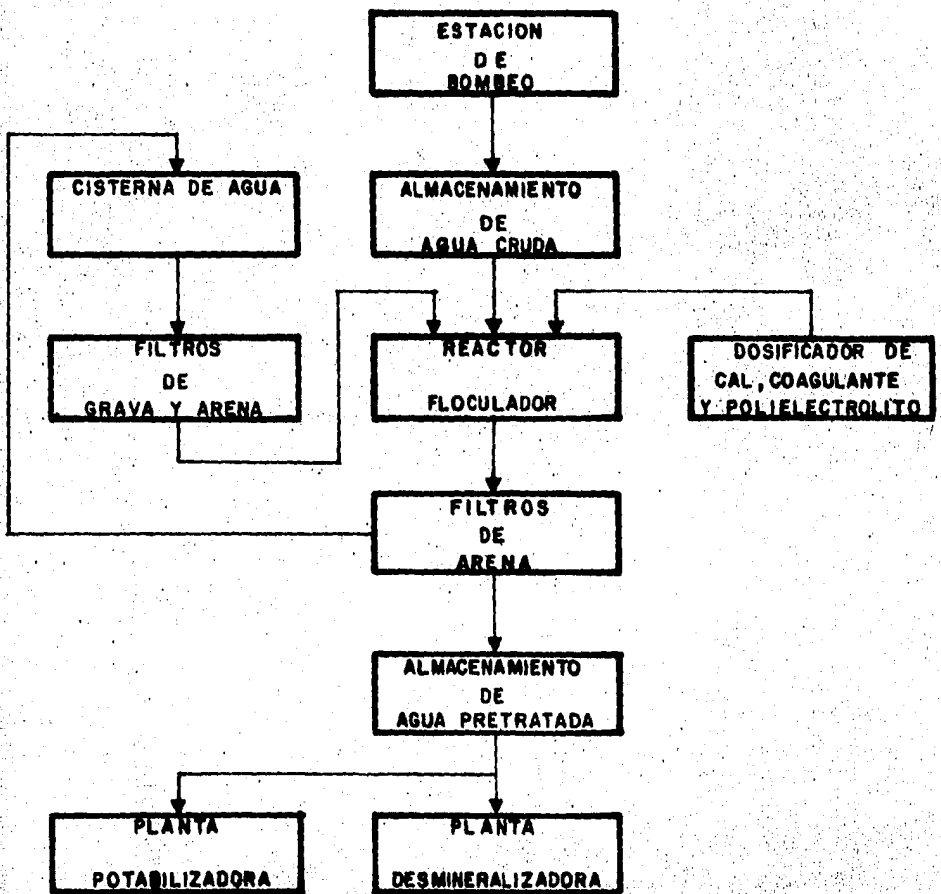 ESTACION
DE
BOMBEO
CISTERNA DE AGUA
ALMACENAMIENTO
DE
AGUA CRUDA
FILTROS
DE
GRAVA Y ARENA
REACTOR
FLOCULADOR
DOSIFICADOR DE
CAL, COAGULANTE
Y POLIELECTROLITO
FILTROS
DE
ARENA
ALMACENAMIENTO
DE
AGUA PRETRATADA
PLANTA
POTABILIZADORA
PLANTA
DESMINERALIZADORA